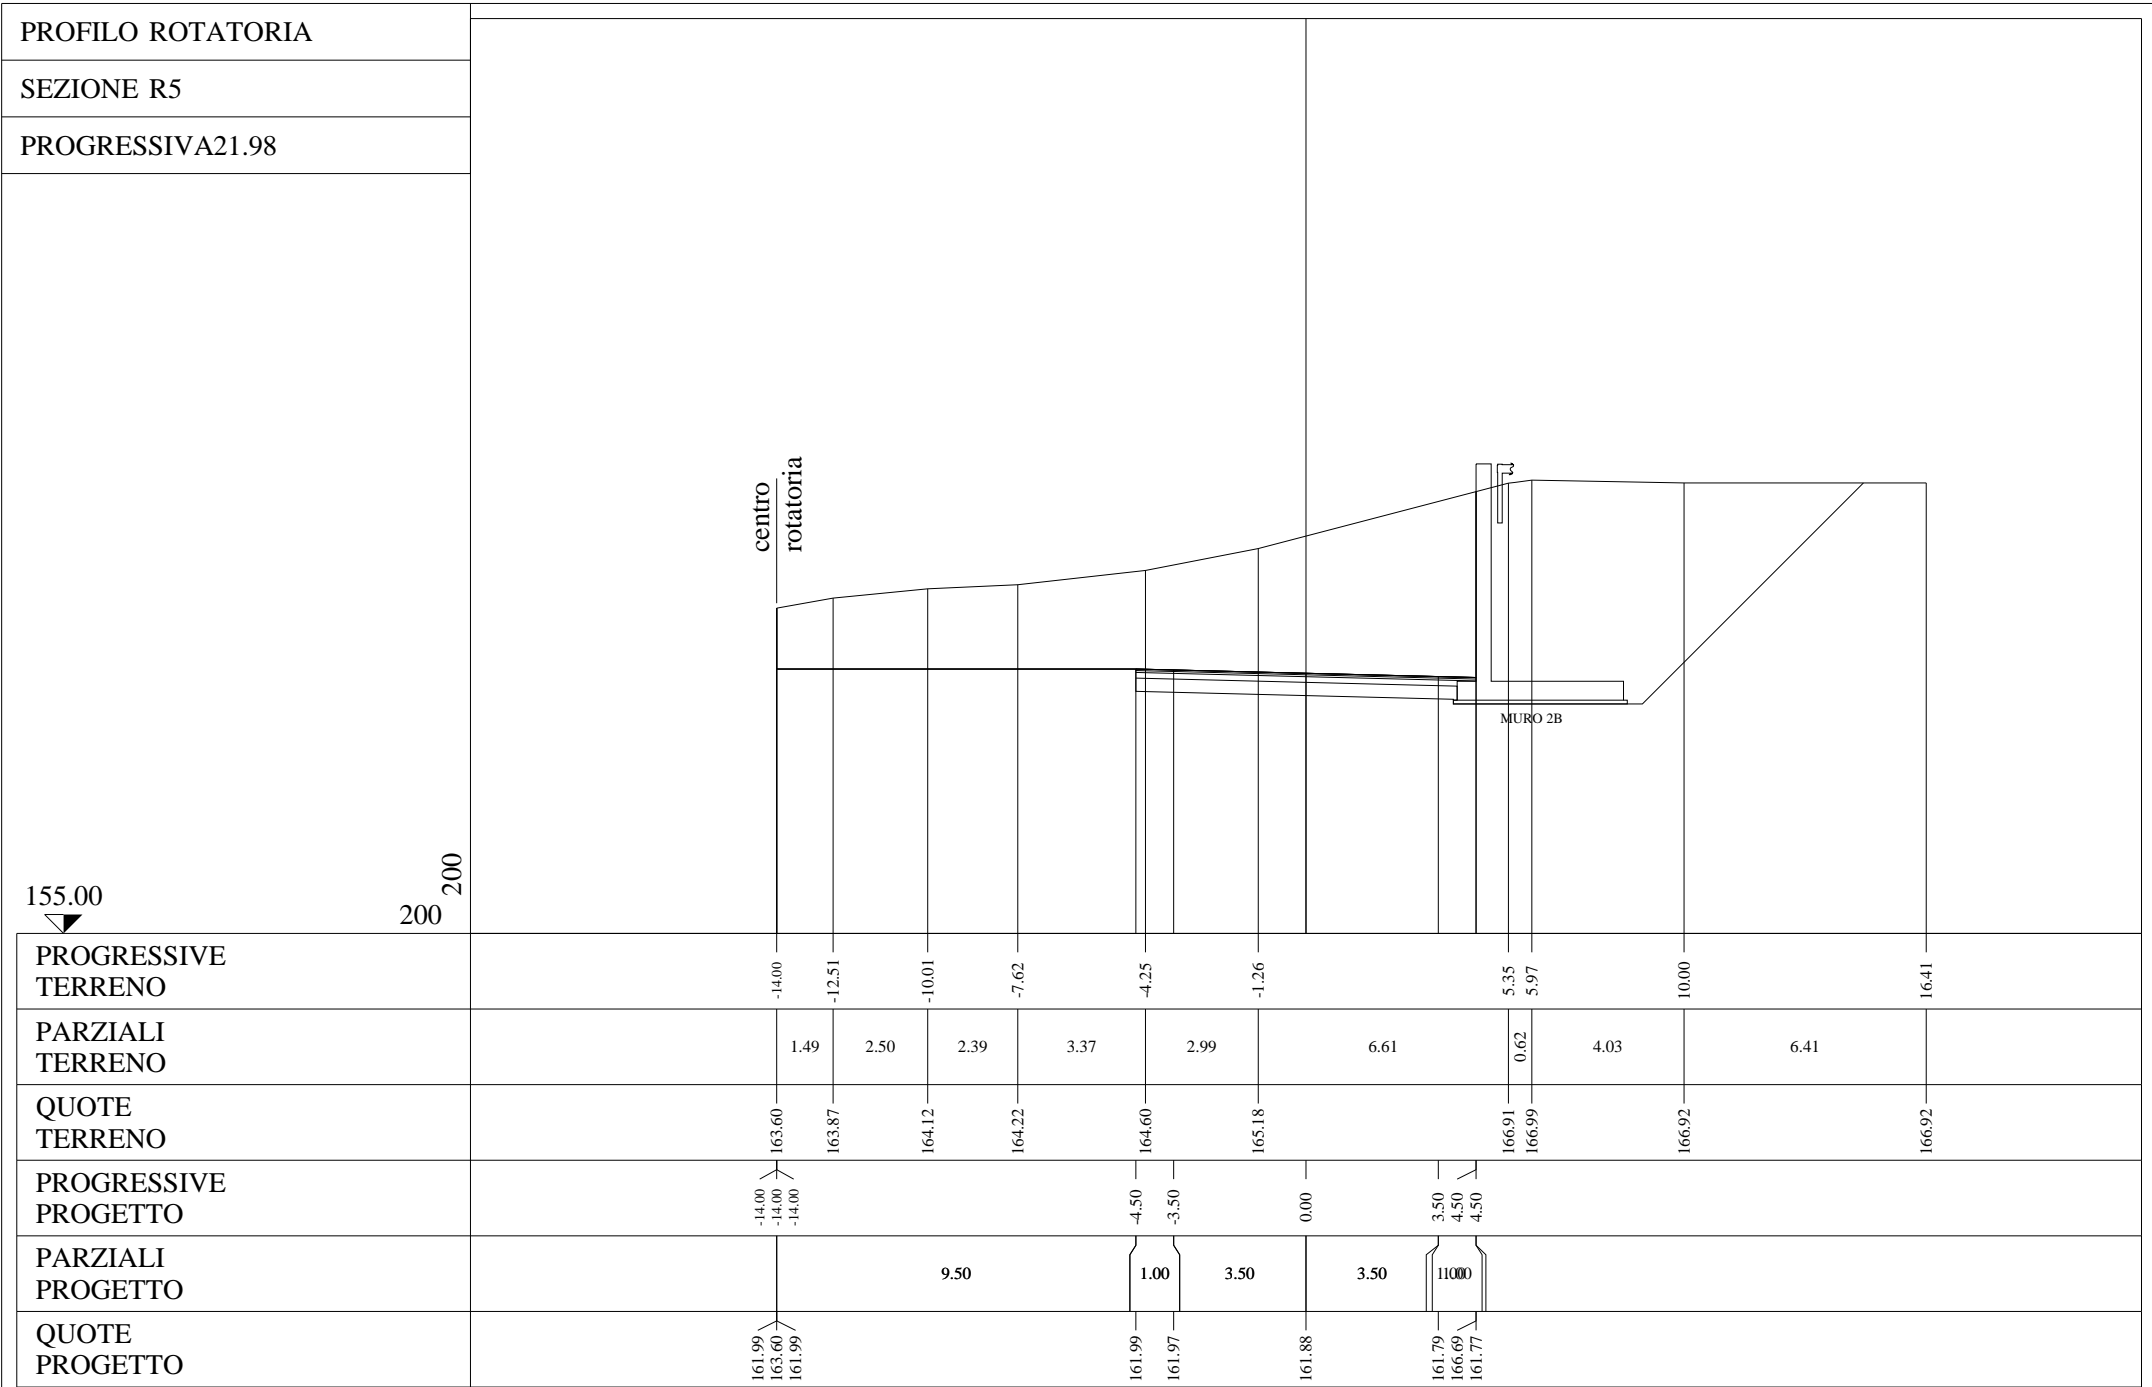 PROFILO ROTATORIA
SEZIONE R5
PROGRESSIVA21.98
centro
rotatoria
MURO 2B
155.00
200
200
PROGRESSIVE
TERRENO
-14.00 -12.51 -10.01 -7.62 -4.25 -1.26 5.35 5.97 10.00 16.41
PARZIALI
TERRENO
1.49 2.50 2.39 3.37 2.99 6.61 0.62 4.03 6.41
QUOTE
TERRENO
163.60 163.87 164.12 164.22 164.60 165.18 166.91 166.99 166.92 166.92
PROGRESSIVE
PROGETTO
-14.00 -14.00 -14.00 -4.50 -3.50 0.00 3.50 4.50 4.50
PARZIALI
PROGETTO
9.50 1.00 3.50 3.50
QUOTE
PROGETTO
161.99 163.60 161.99 161.99 161.97 161.88 161.79 166.69 161.77